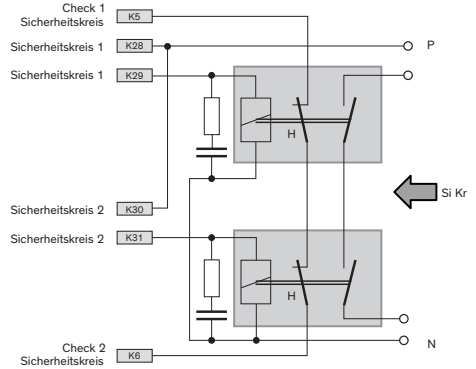 Check 1
Sicherheitskreis K5
Sicherheitskreis 1 K28 P
Sicherheitskreis 1 K29
H
Si Kr
Sicherheitskreis 2 K30
Sicherheitskreis 2 K31
H
N
Check 2
Sicherheitskreis K6